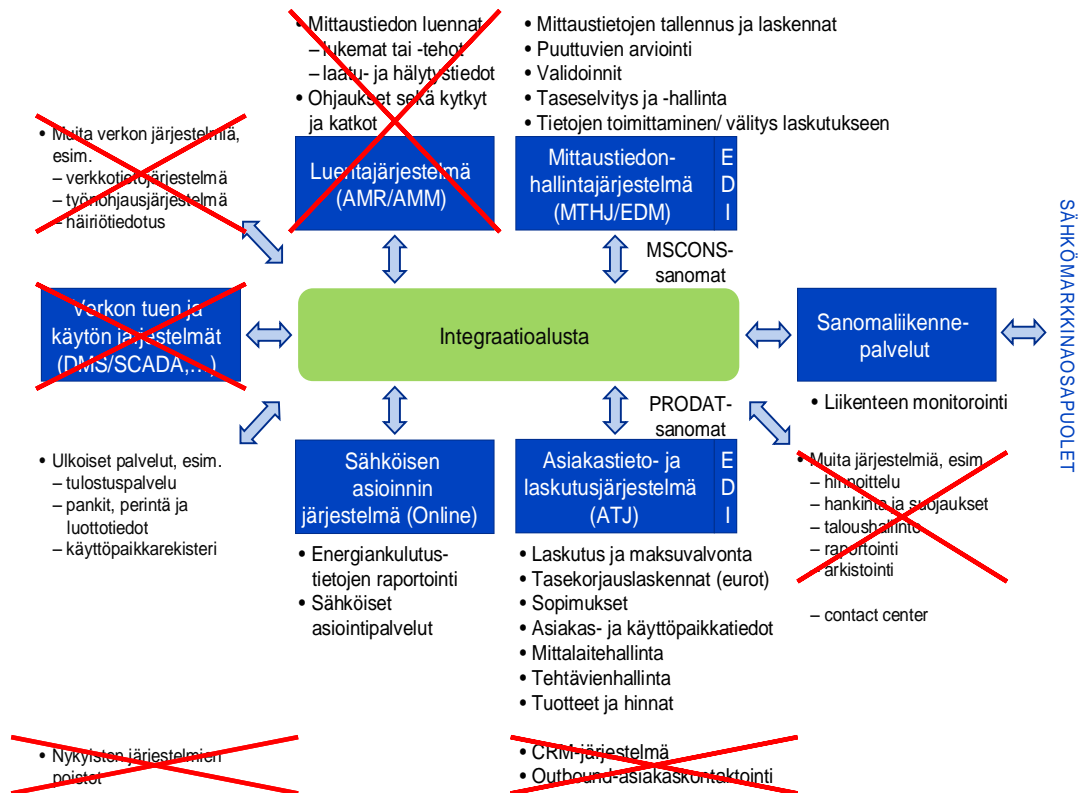 • Mittaustiedon luennat
– lukemat tai -tehot
– laatu- ja hälytystiedot
• Ohjaukset sekä kytkyt
ja katkot
• Mittaustietojen tallennus ja laskennat
• Puuttuvien arviointi
• Validoinnit
• Taseselvitys ja -hallinta
• Tietojen toimittaminen/ välitys laskutukseen
• Muita verkon järjestelmiä,
esim.
– verkkotietojärjestelmä
– työnohjausjärjestelmä
– häiriötiedotus
Luentajärjestelmä
(AMR/AMM)
Mittaustiedon-
hallintajärjestelmä
(MTHJ/EDM)
E
D
I
MSCONS-
sanomat
SÄHKÖMARKKINAOSAPUOLET
Verkon tuen ja
käytön järjestelmät
(DMS/SCADA,…)
Integraatioalusta
Sanomaliikenne-
palvelut
• Liikenteen monitorointi
PRODAT-
sanomat
• Ulkoiset palvelut, esim.
– tulostuspalvelu
– pankit, perintä ja
luottotiedot
– käyttöpaikkarekisteri
Sähköisen
asioinnin
järjestelmä (Online)
Asiakastieto- ja
laskutusjärjestelmä
(ATJ)
E
D
I
• Muita järjestelmiä, esim.
– hinnoittelu
– hankinta ja suojaukset
– taloushallinto
– raportointi
– arkistointi
– contact center
• Energiankulutus-
tietojen raportointi
• Sähköiset
asiointipalvelut
• Laskutus ja maksuvalvonta
• Tasekorjauslaskennat (eurot)
• Sopimukset
• Asiakas- ja käyttöpaikkatiedot
• Mittalaitehallinta
• Tehtävienhallinta
• Tuotteet ja hinnat
• Nykyisten järjestelmien
poistot
• CRM-järjestelmä
• Outbound-asiakaskontaktointi